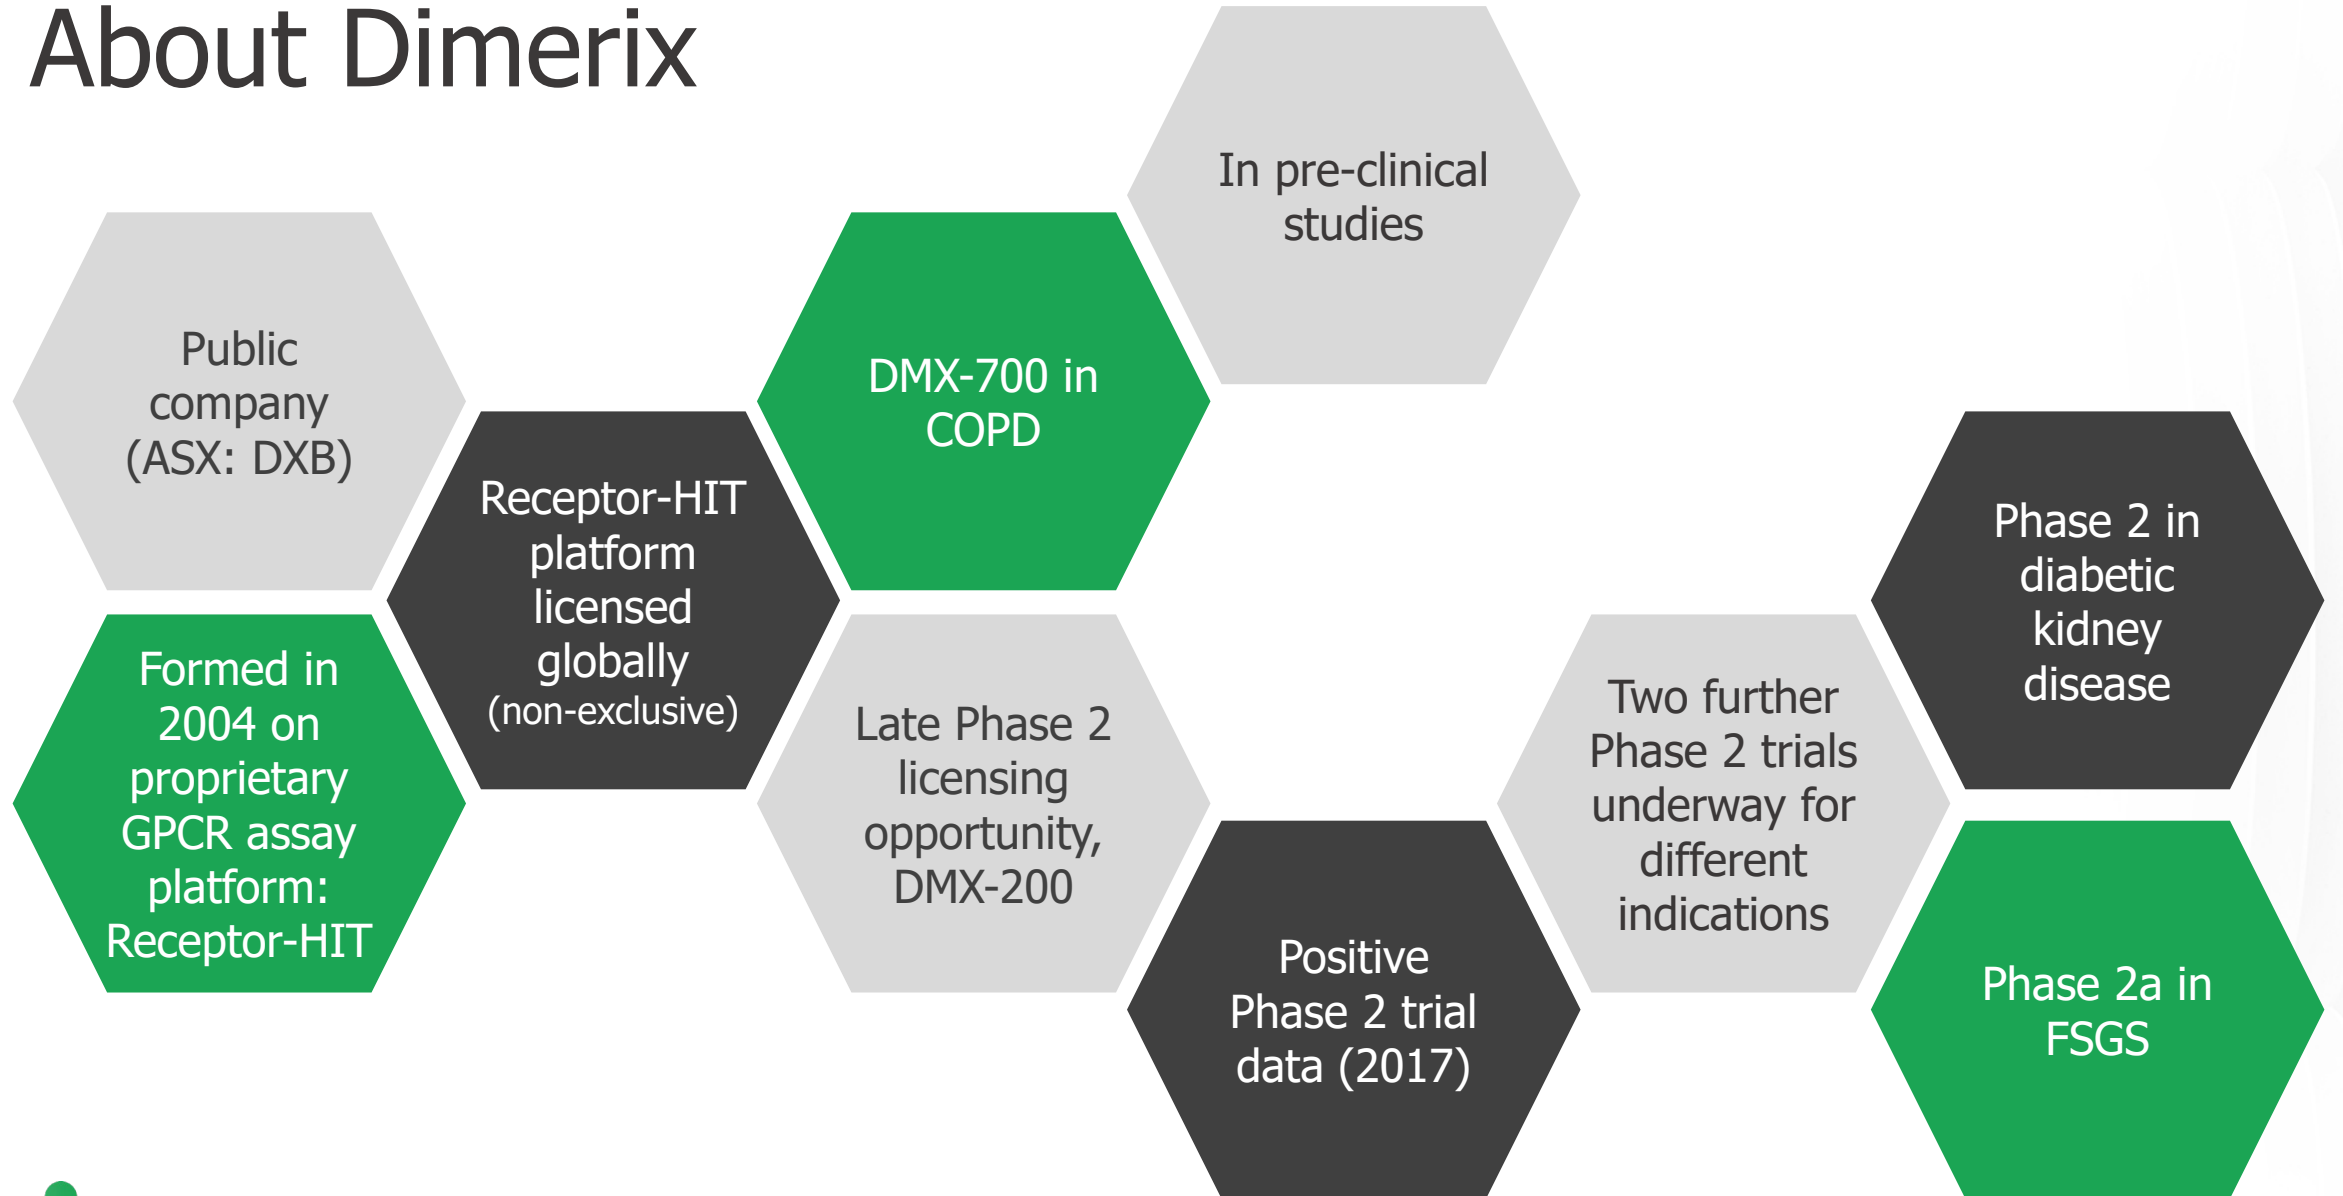 About Dimerix
Public
company
(ASX: DXB)
Formed in
2004 on
proprietary
GPCR assay
platform:
Receptor-HIT
Receptor-HIT
platform
licensed
globally
(non-exclusive)
DMX-700 in
COPD
In pre-clinical
studies
Late Phase 2
licensing
opportunity,
DMX-200
Positive
Phase 2 trial
data (2017)
Two further
Phase 2 trials
underway for
different
indications
Phase 2 in
diabetic
kidney
disease
Phase 2a in
FSGS